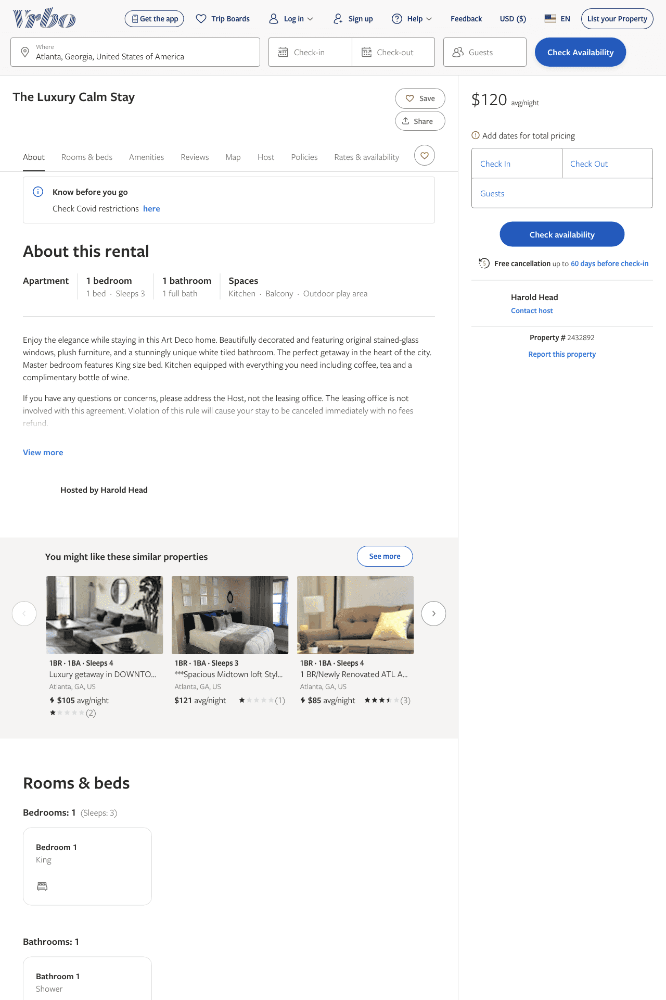 Vrbo
Get the app
Trip Boards
Log in
Sign up
Help
Feedback
USD ($)
EN
List your Property
Where
Atlanta, Georgia, United States of America
Check-in
Check-out
Guests
Check Availability
The Luxury Calm Stay
Save
Share
About
Rooms & beds
Amenities
Reviews
Map
Host
Policies
Rates & availability
Know before you go
Check Covid restrictions here
About this rental
Apartment
1 bedroom
1 bed · Sleeps 3
1 bathroom
1 full bath
Spaces
Kitchen · Balcony · Outdoor play area
Enjoy the elegance while staying in this Art Deco home. Beautifully decorated and featuring original stained-glass
windows, plush furniture, and a stunningly unique white tiled bathroom. The perfect getaway in the heart of the city.
Master bedroom features King size bed. Kitchen equipped with everything you need including coffee, tea and a
complimentary bottle of wine.
If you have any questions or concerns, please address the Host, not the leasing office. The leasing office is not
involved with this agreement. Violation of this rule will cause your stay to be canceled immediately with no fees
refund.
View more
Hosted by Harold Head
You might like these similar properties
See more
1BR · 1BA · Sleeps 4
Luxury getaway in DOWNTO...
Atlanta, GA, US
$105 avg/night
(2)
1BR · 1BA · Sleeps 3
***Spacious Midtown loft Styl...
Atlanta, GA, US
$121 avg/night
(1)
1BR · 1BA · Sleeps 4
1 BR/Newly Renovated ATL A...
Atlanta, GA, US
$85 avg/night
(3)
Rooms & beds
Bedrooms: 1 (Sleeps: 3)
Bedroom 1
King
Bathrooms: 1
Bathroom 1
Shower
$120 avg/night
Add dates for total pricing
Check In
Check Out
Guests
Check availability
Free cancellation up to 60 days before check-in
Harold Head
Contact host
Property # 2432892
Report this property